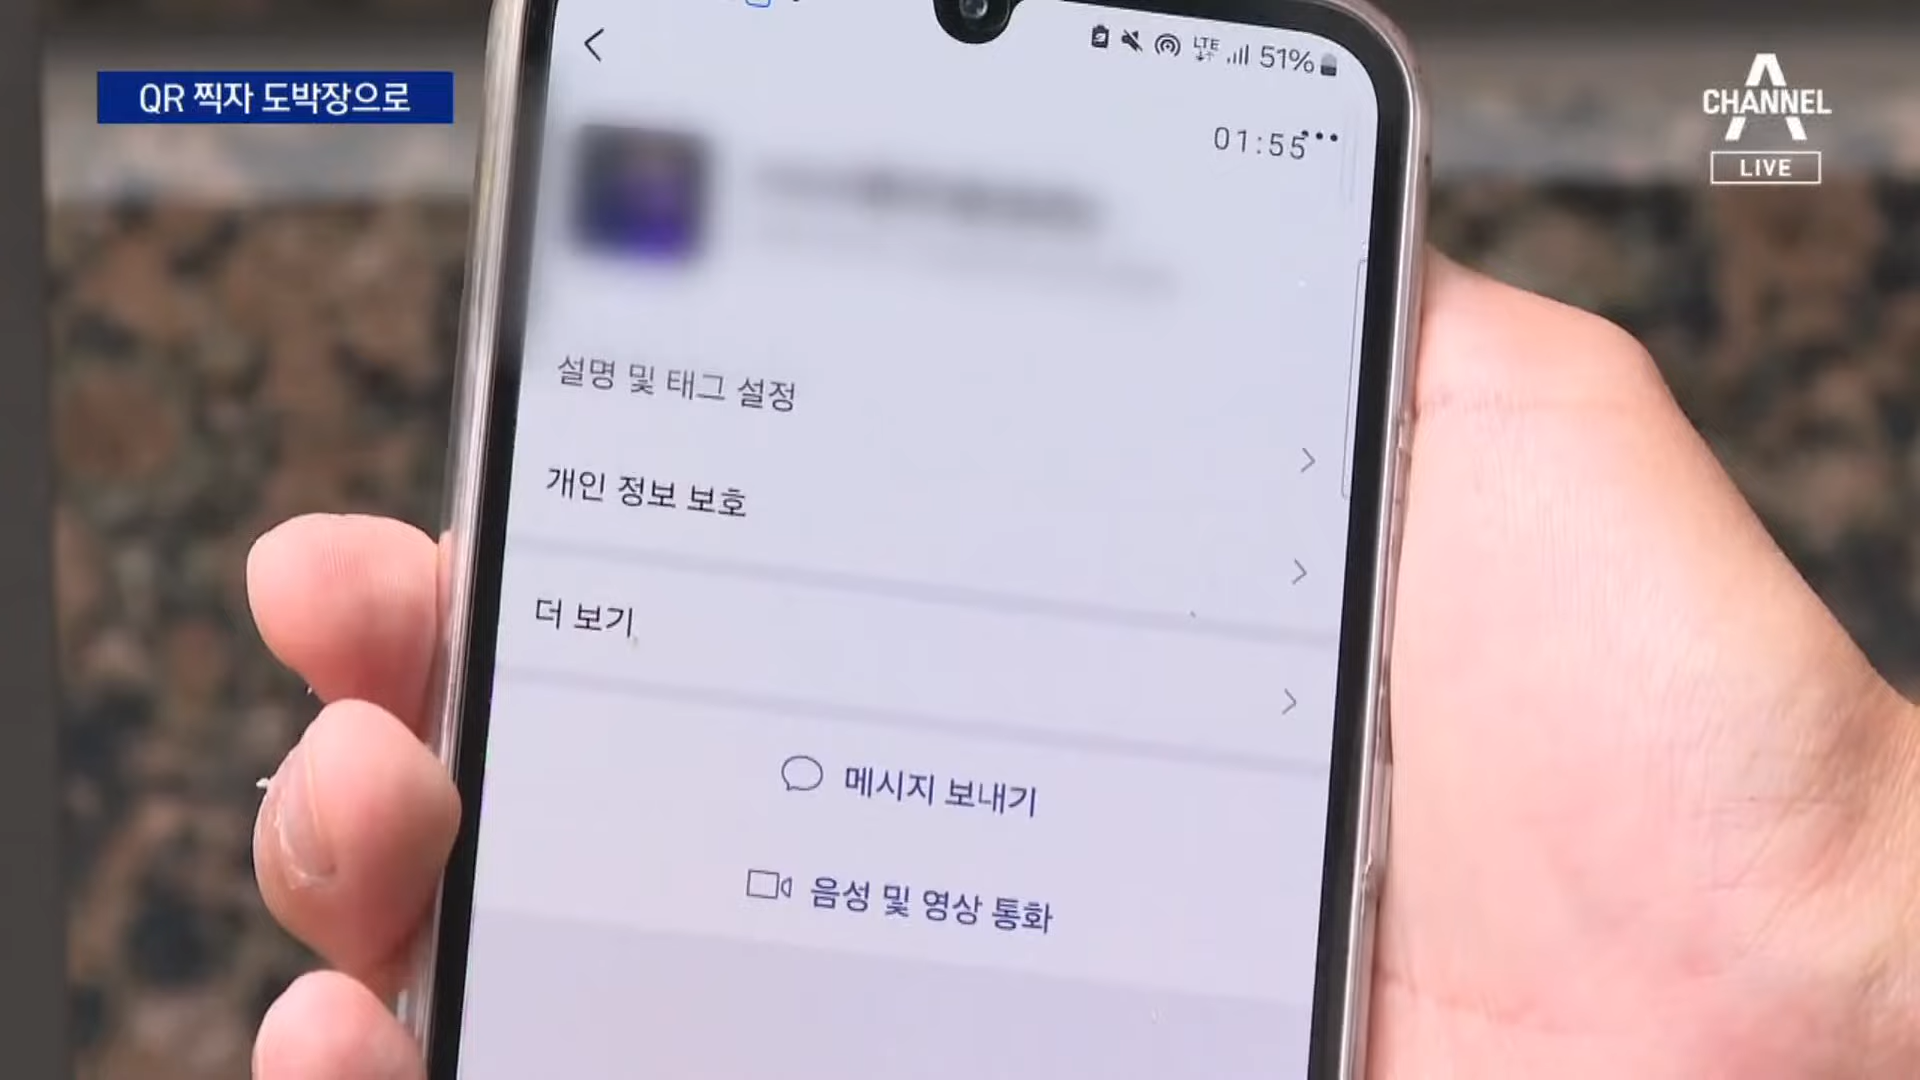 QR 찍자 도박장으로
CHANNEL A
LIVE
LTE 51%
01:55
설명 및 태그 설정
개인 정보 보호
더 보기
메시지 보내기
음성 및 영상 통화